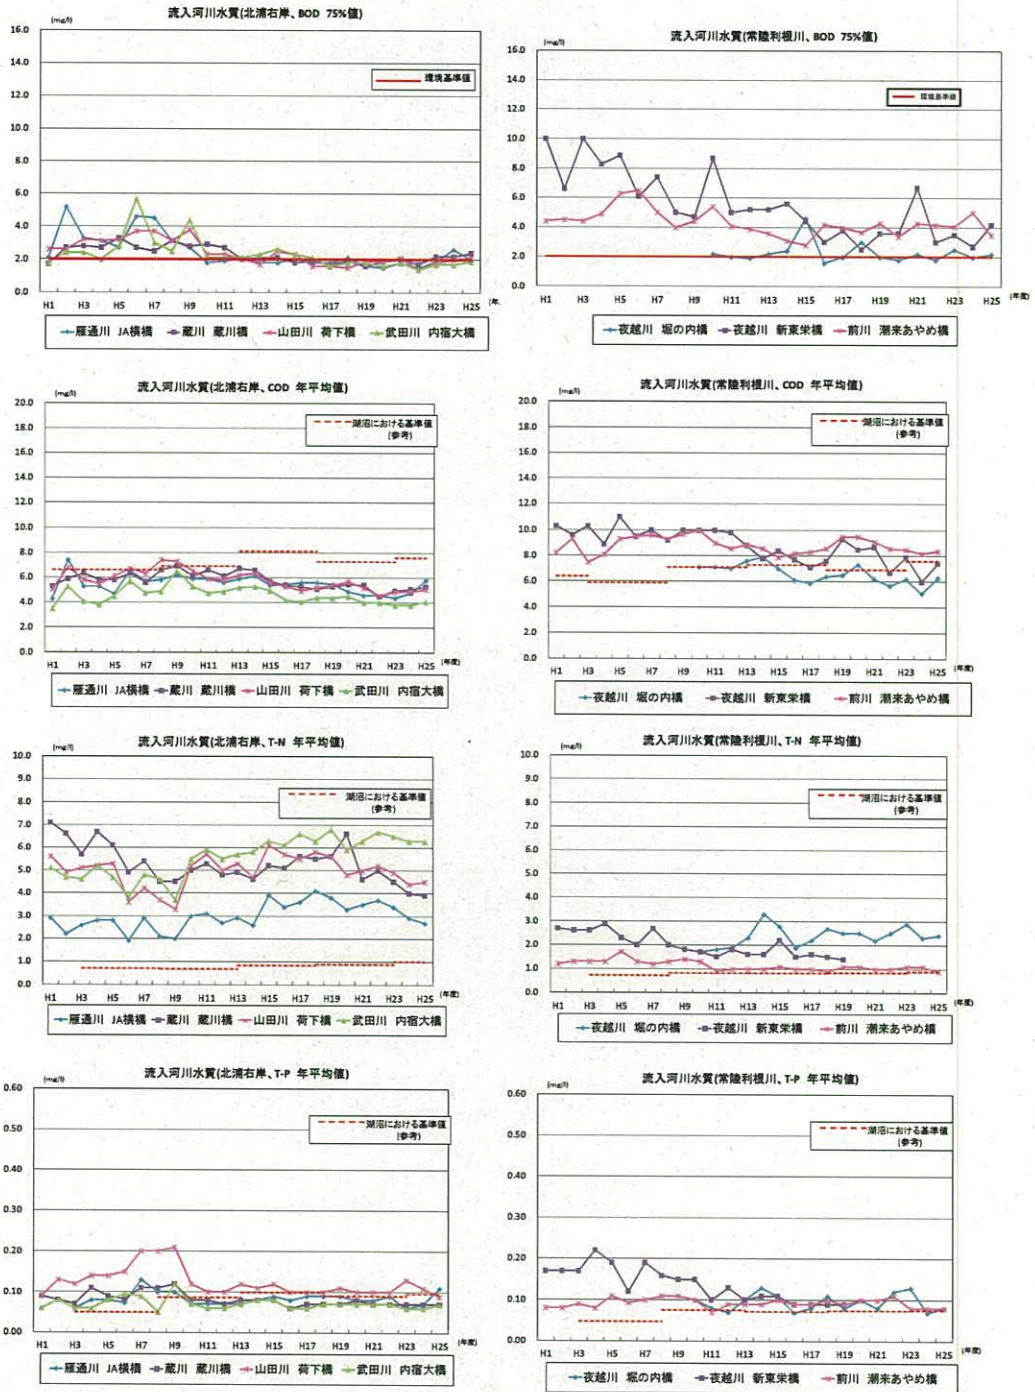 流入河川水質(北浦右岸、BOD 75%値)
(mg/l)
16.0
14.0
12.0
10.0
8.0
6.0
4.0
2.0
0.0
環境基準値
H1 H3 H5 H7 H9 H11 H13 H15 H17 H19 H21 H23 H25
雁通川 JA横橋 蔵川 蔵川橋 山田川 荷下橋 武田川 内宿大橋
流入河川水質(常陸利根川、BOD 75%値)
(mg/l)
16.0
14.0
12.0
10.0
8.0
6.0
4.0
2.0
0.0
環境基準値
H1 H3 H5 H7 H9 H11 H13 H15 H17 H19 H21 H23 H25 (年度)
夜越川 堀の内橋 夜越川 新東栄橋 前川 潮来あやめ橋
流入河川水質(北浦右岸、COD 年平均値)
(mg/l)
20.0
18.0
16.0
14.0
12.0
10.0
8.0
6.0
4.0
2.0
0.0
湖沼における基準値
(参考)
H1 H3 H5 H7 H9 H11 H13 H15 H17 H19 H21 H23 H25 (年度)
雁通川 JA横橋 蔵川 蔵川橋 山田川 荷下橋 武田川 内宿大橋
流入河川水質(常陸利根川、COD 年平均値)
(mg/l)
20.0
18.0
16.0
14.0
12.0
10.0
8.0
6.0
4.0
2.0
0.0
湖沼における基準値
(参考)
H1 H3 H5 H7 H9 H11 H13 H15 H17 H19 H21 H23 H25 (年度)
夜越川 堀の内橋 夜越川 新東栄橋 前川 潮来あやめ橋
流入河川水質(北浦右岸、T-N 年平均値)
(mg/l)
10.0
9.0
8.0
7.0
6.0
5.0
4.0
3.0
2.0
1.0
0.0
湖沼における基準値
(参考)
H1 H3 H5 H7 H9 H11 H13 H15 H17 H19 H21 H23 H25 (年度)
雁通川 JA横橋 蔵川 蔵川橋 山田川 荷下橋 武田川 内宿大橋
流入河川水質(常陸利根川、T-N 年平均値)
(mg/l)
10.0
9.0
8.0
7.0
6.0
5.0
4.0
3.0
2.0
1.0
0.0
湖沼における基準値
(参考)
H1 H3 H5 H7 H9 H11 H13 H15 H17 H19 H21 H23 H25 (年度)
夜越川 堀の内橋 夜越川 新東栄橋 前川 潮来あやめ橋
流入河川水質(北浦右岸、T-P 年平均値)
(mg/l)
0.60
0.50
0.40
0.30
0.20
0.10
0.00
湖沼における基準値
(参考)
H1 H3 H5 H7 H9 H11 H13 H15 H17 H19 H21 H23 H25 (年度)
雁通川 JA横橋 蔵川 蔵川橋 山田川 荷下橋 武田川 内宿大橋
流入河川水質(常陸利根川、T-P 年平均値)
(mg/l)
0.60
0.50
0.40
0.30
0.20
0.10
0.00
湖沼における基準値
(参考)
H1 H3 H5 H7 H9 H11 H13 H15 H17 H19 H21 H23 H25 (年度)
夜越川 堀の内橋 夜越川 新東栄橋 前川 潮来あやめ橋